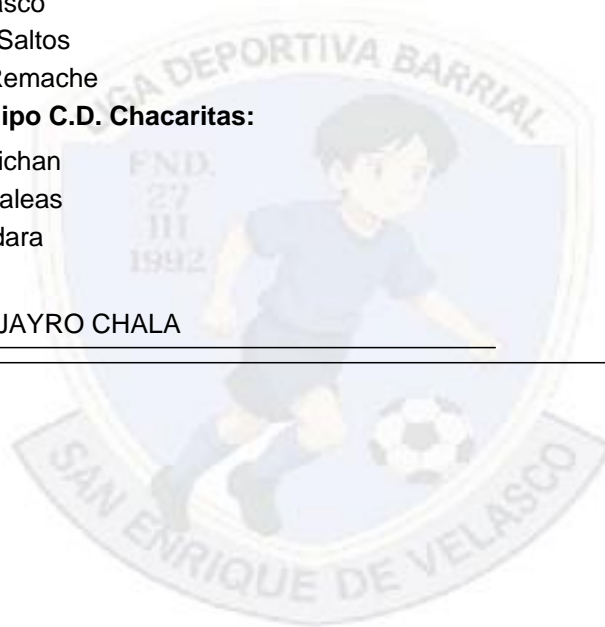 asco
Saltos
Remache
ipo C.D. Chacaritas:
ichan
aleas
dara
JAYRO CHALA
LIGA DEPORTIVA BARRIAL
FND.
27
III
1992
SAN ENRIQUE DE VELASCO